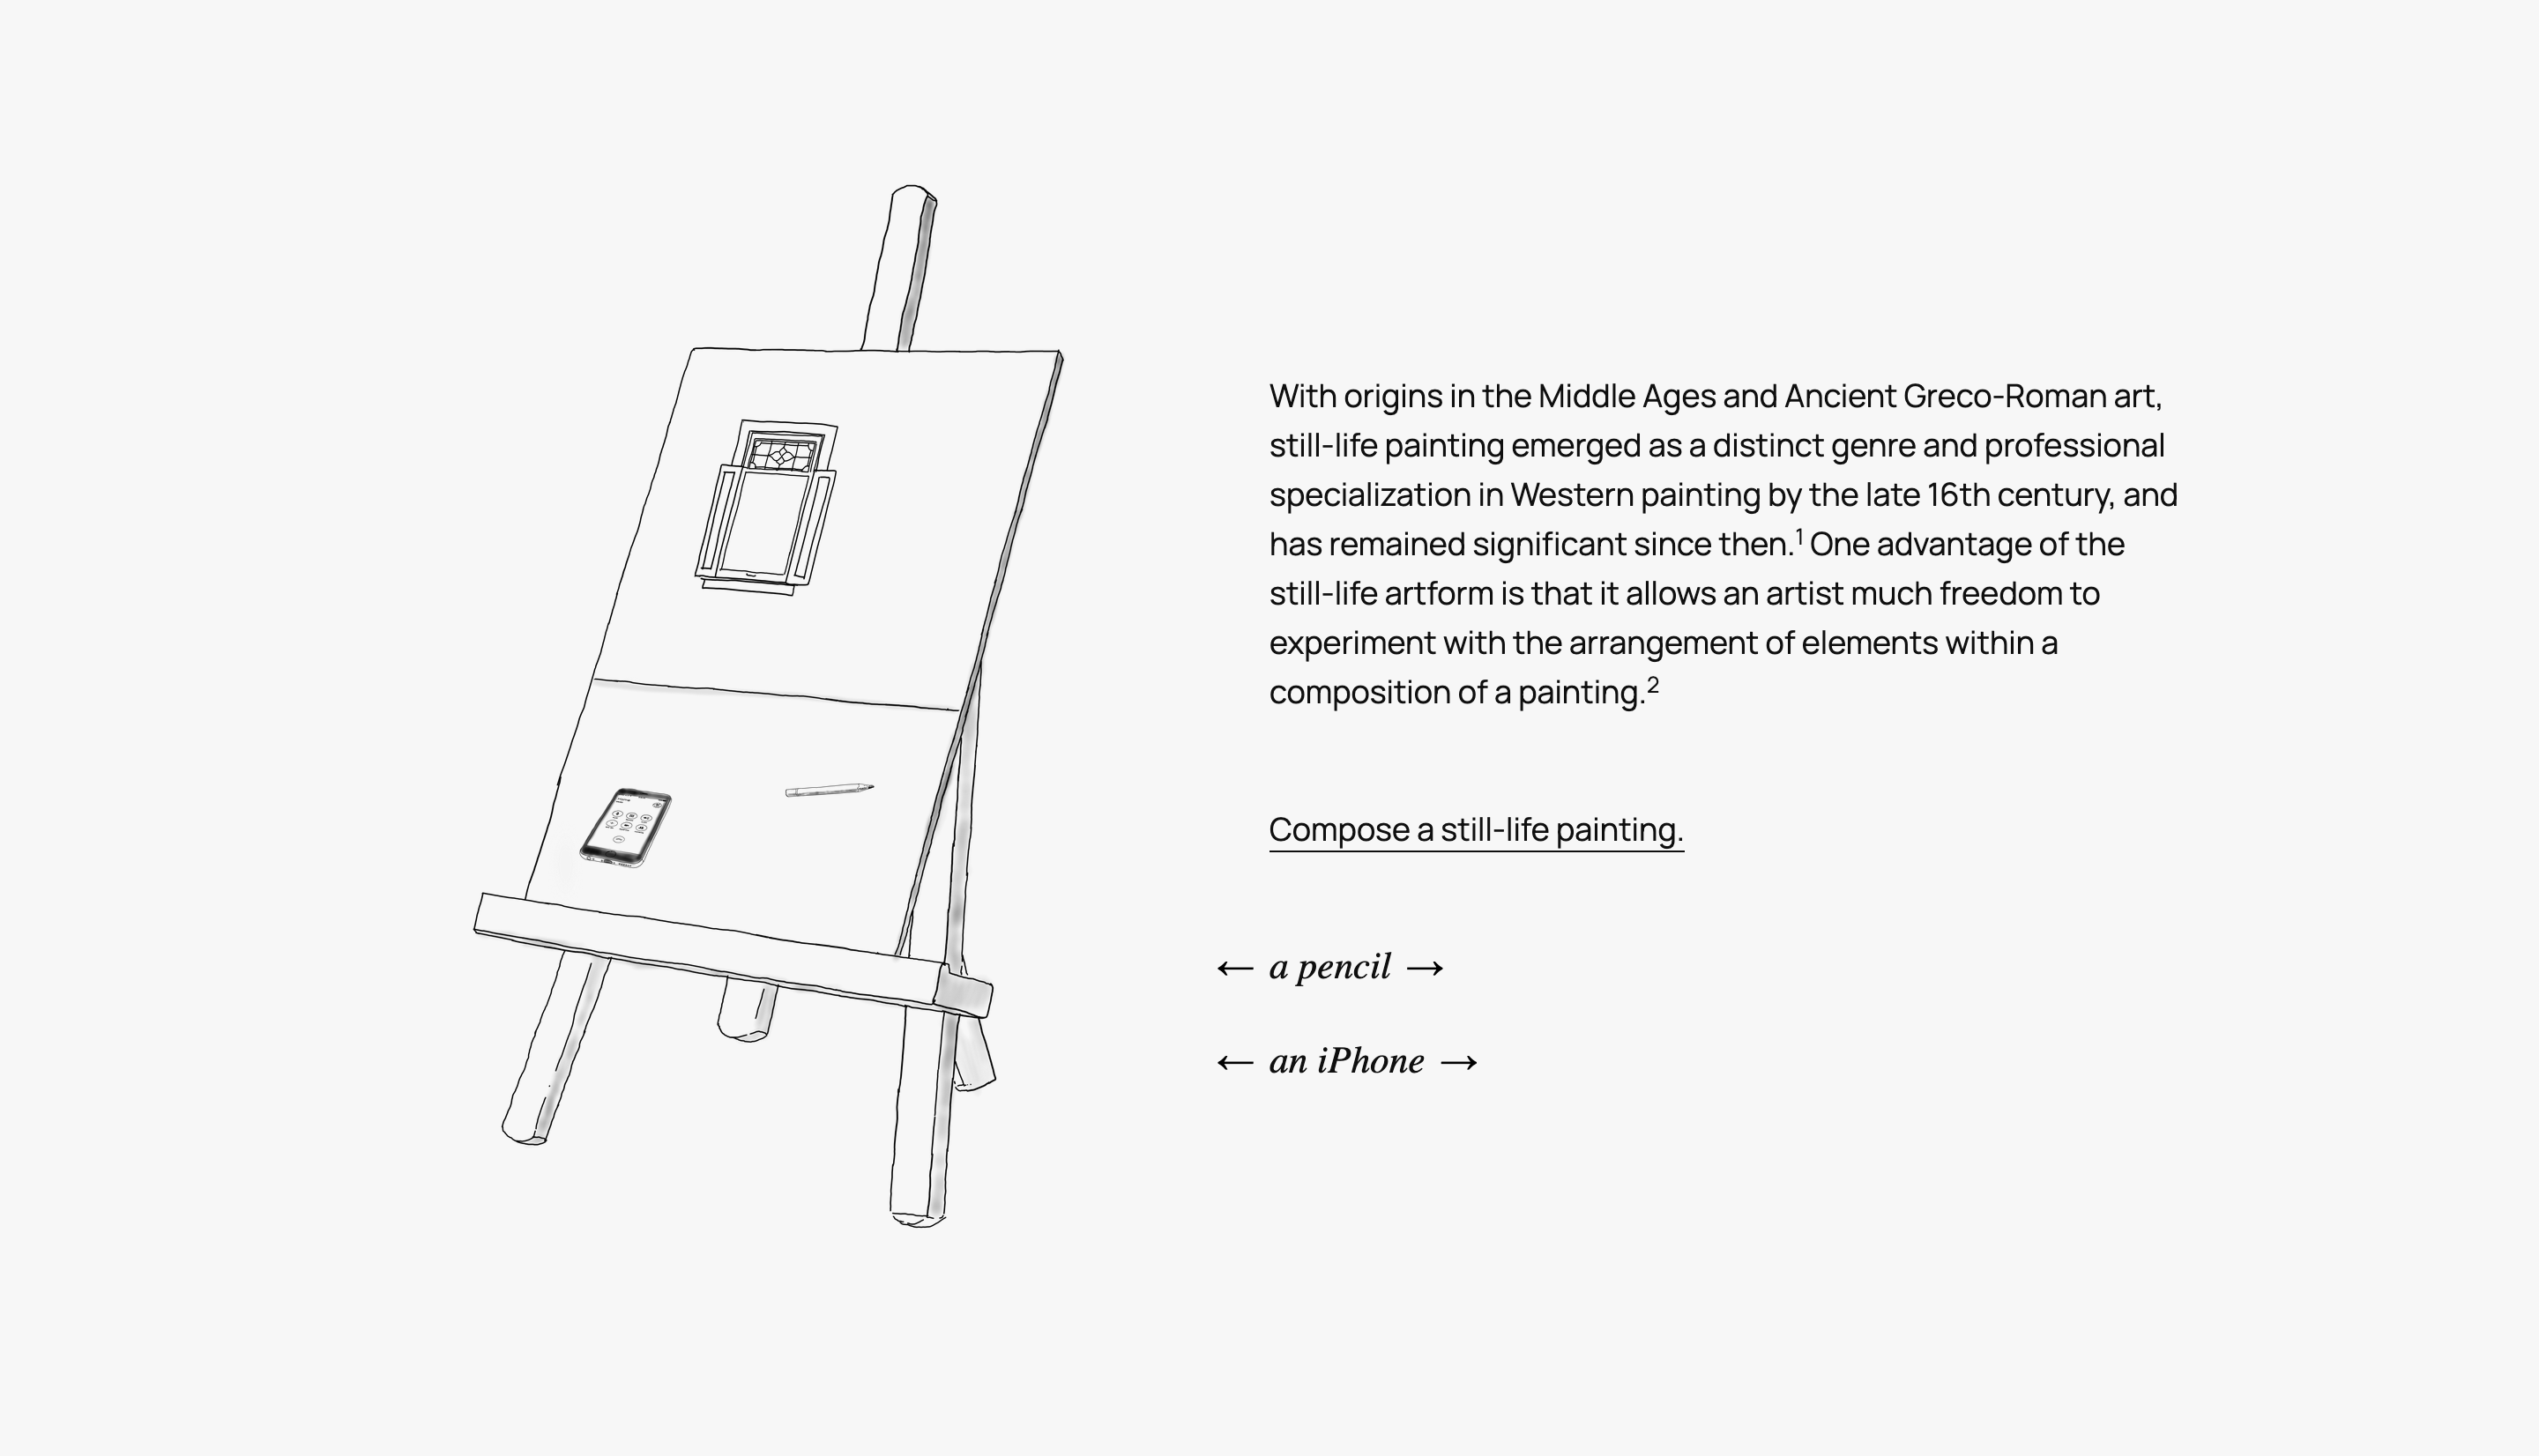 With origins in the Middle Ages and Ancient Greco-Roman art,
still-life painting emerged as a distinct genre and professional
specialization in Western painting by the late 16th century, and
has remained significant since then.¹ One advantage of the
still-life artform is that it allows an artist much freedom to
experiment with the arrangement of elements within a
composition of a painting.²
Compose a still-life painting.
← a pencil →
← an iPhone →